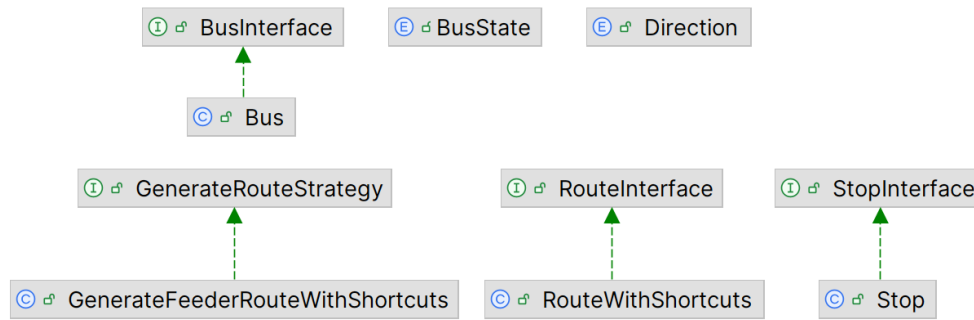 I BusInterface
E BusState
E Direction
C Bus
I GenerateRouteStrategy
I RouteInterface
I StopInterface
C GenerateFeederRouteWithShortcuts
C RouteWithShortcuts
C Stop